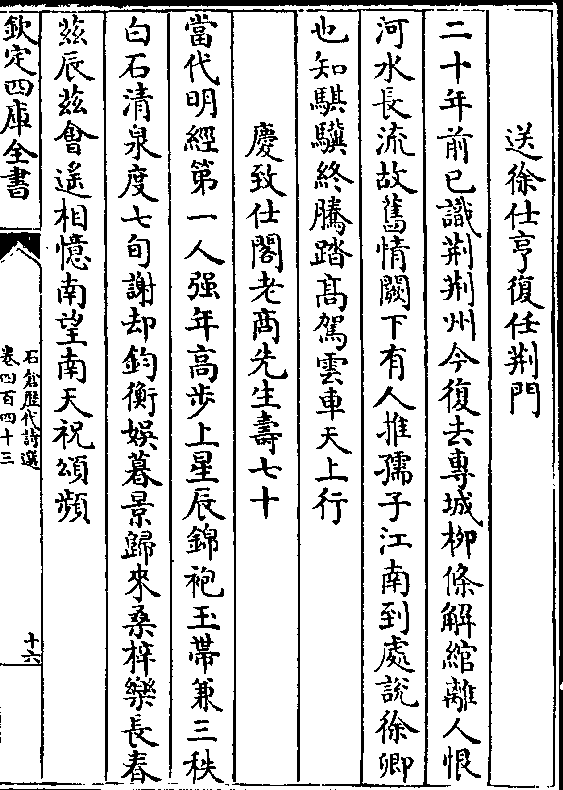 送徐仕亨復任荆門
二十年前已識荆荆州今復去專城柳條解綰離人恨
河水長流故舊情闕下有人推孺子江南到處說徐卿
也知騏驥終騰踏髙駕雲車天上行
慶致仕閣老商先生壽七十
當代明經第一人强年高步上星辰錦袍玉帶兼三秩
白石清泉度七旬謝却鈞衡娛暮景歸來桑梓樂長春
茲辰茲會遙相憶南望南天祝頌頻
欽定四庫全書
石倉歷代詩選
卷四百四十三
十六